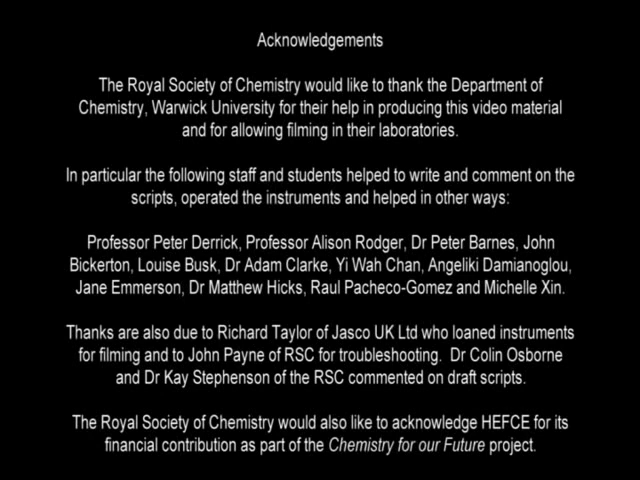 Acknowledgements
The Royal Society of Chemistry would like to thank the Department of
Chemistry, Warwick University for their help in producing this video material
and for allowing filming in their laboratories.
In particular the following staff and students helped to write and comment on the
scripts, operated the instruments and helped in other ways:
Professor Peter Derrick, Professor Alison Rodger, Dr Peter Barnes, John
Bickerton, Louise Busk, Dr Adam Clarke, Yi Wah Chan, Angeliki Damianoglou,
Jane Emmerson, Dr Matthew Hicks, Raul Pacheco-Gomez and Michelle Xin.
Thanks are also due to Richard Taylor of Jasco UK Ltd who loaned instruments
for filming and to John Payne of RSC for troubleshooting. Dr Colin Osborne
and Dr Kay Stephenson of the RSC commented on draft scripts.
The Royal Society of Chemistry would also like to acknowledge HEFCE for its
financial contribution as part of the Chemistry for our Future project.